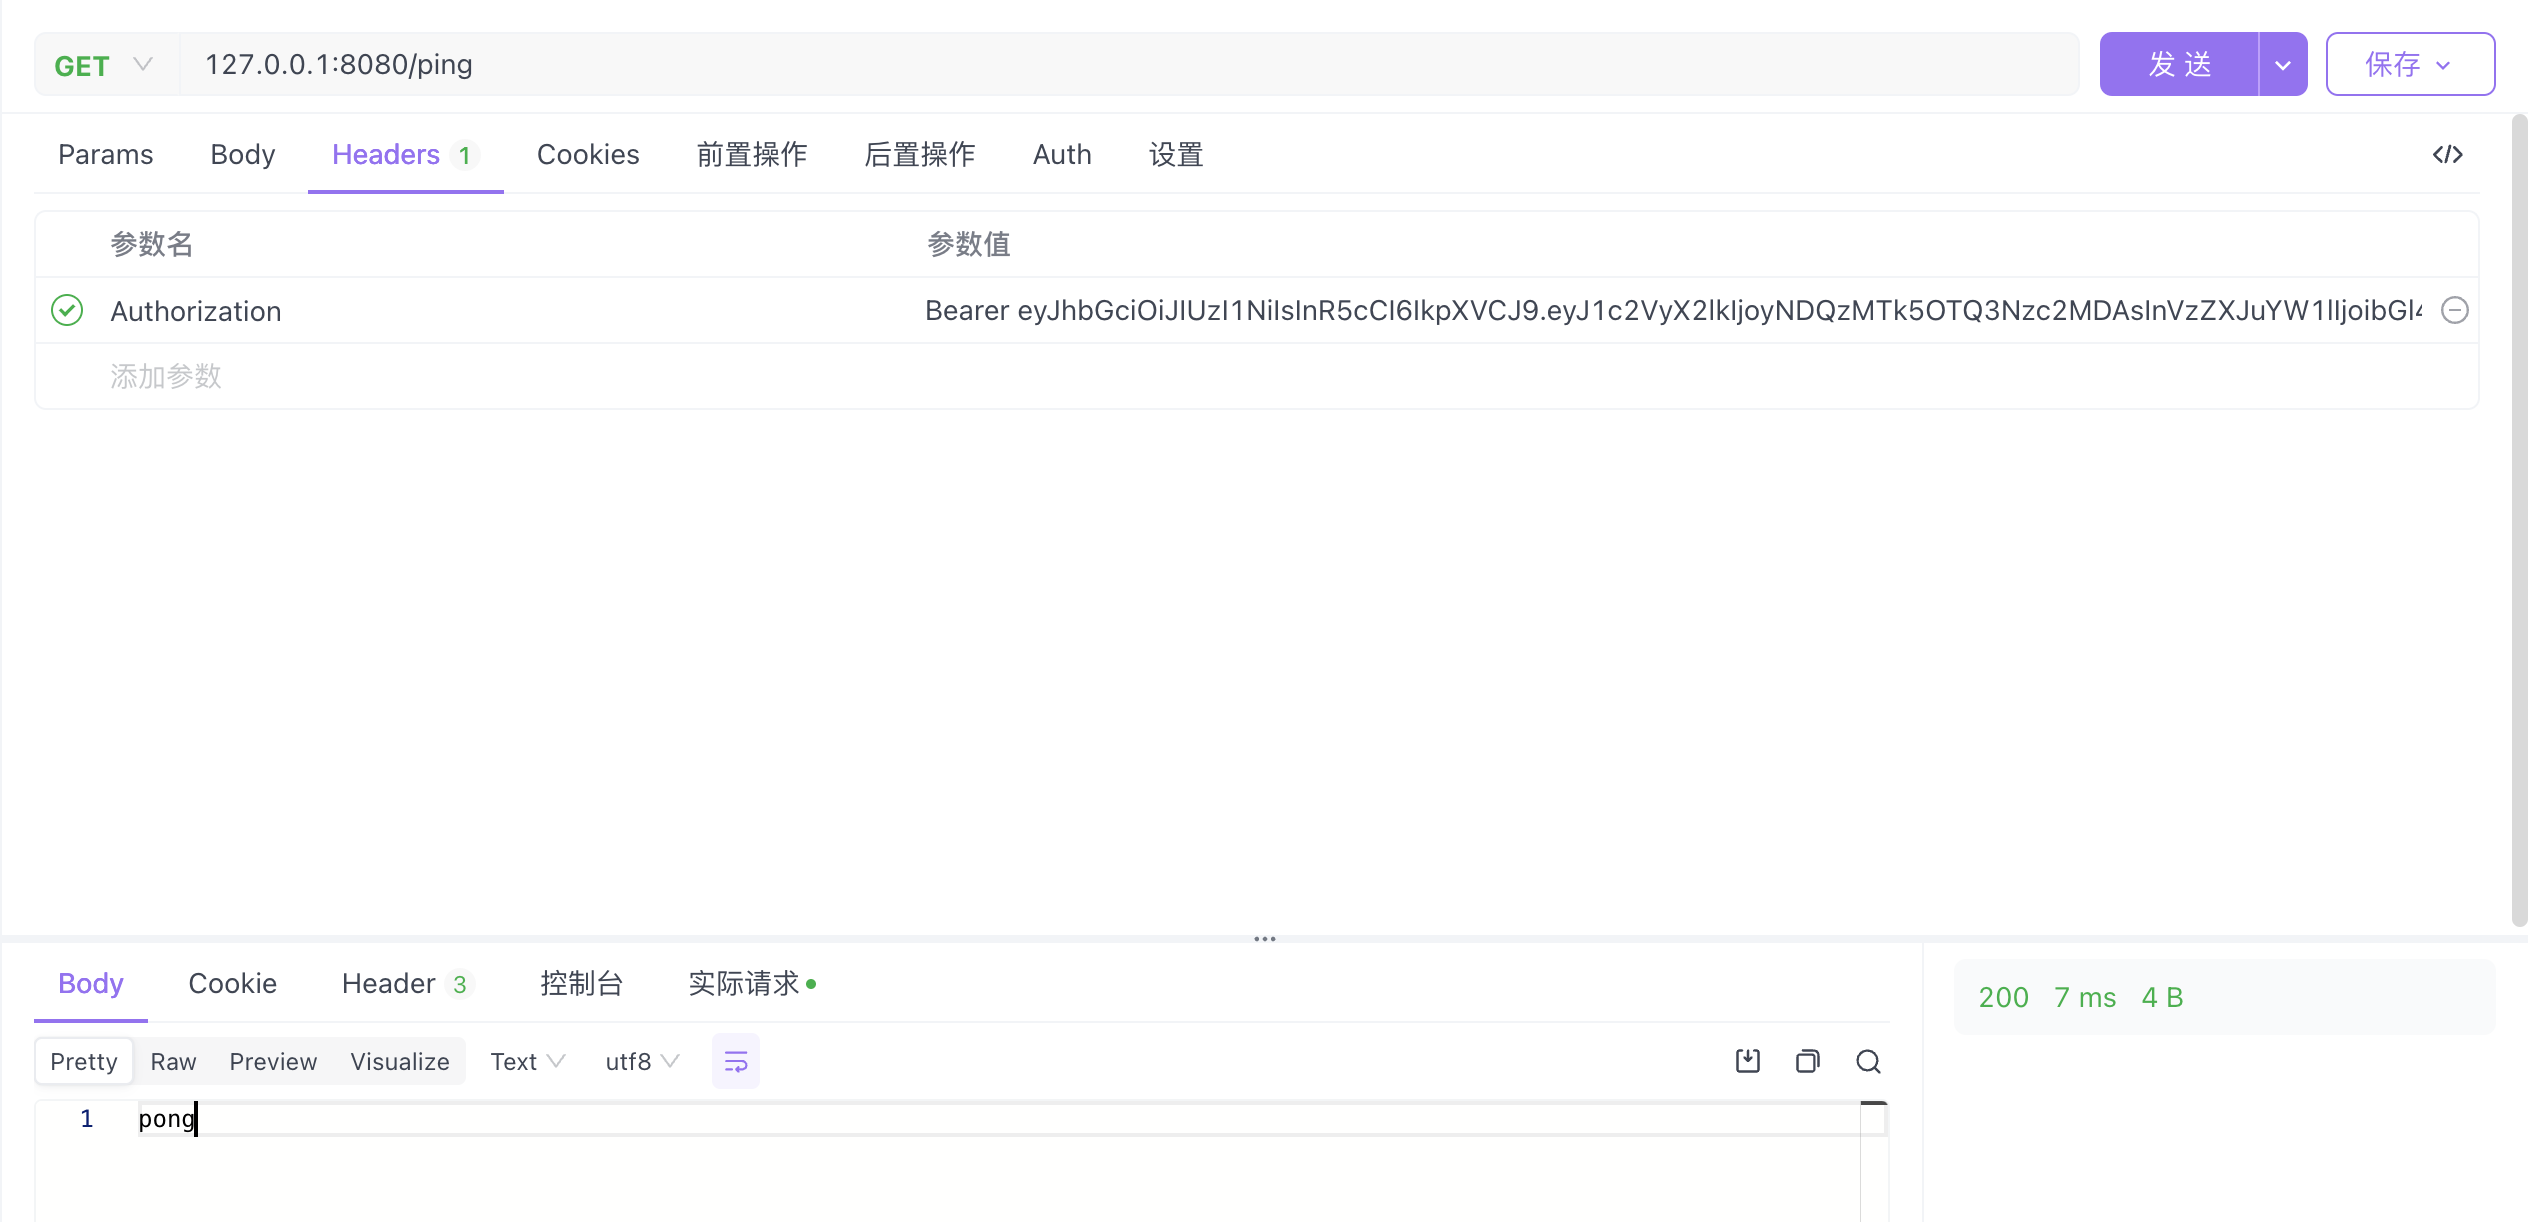 GET 127.0.0.1:8080/ping 发 送 保存
Params Body Headers 1 Cookies 前置操作 后置操作 Auth 设置 </>
参数名 参数值
Authorization Bearer eyJhbGciOiJIUzI1NiIsInR5cCI6IkpXVCJ9.eyJ1c2VyX2lkIjoyNDQzMTk5OTQ3Nzc2MDAsInVzZXJuYW1lIjoibGl4
添加参数
Body Cookie Header 3 控制台 实际请求
200 7 ms 4 B
Pretty Raw Preview Visualize Text utf8
1 pong